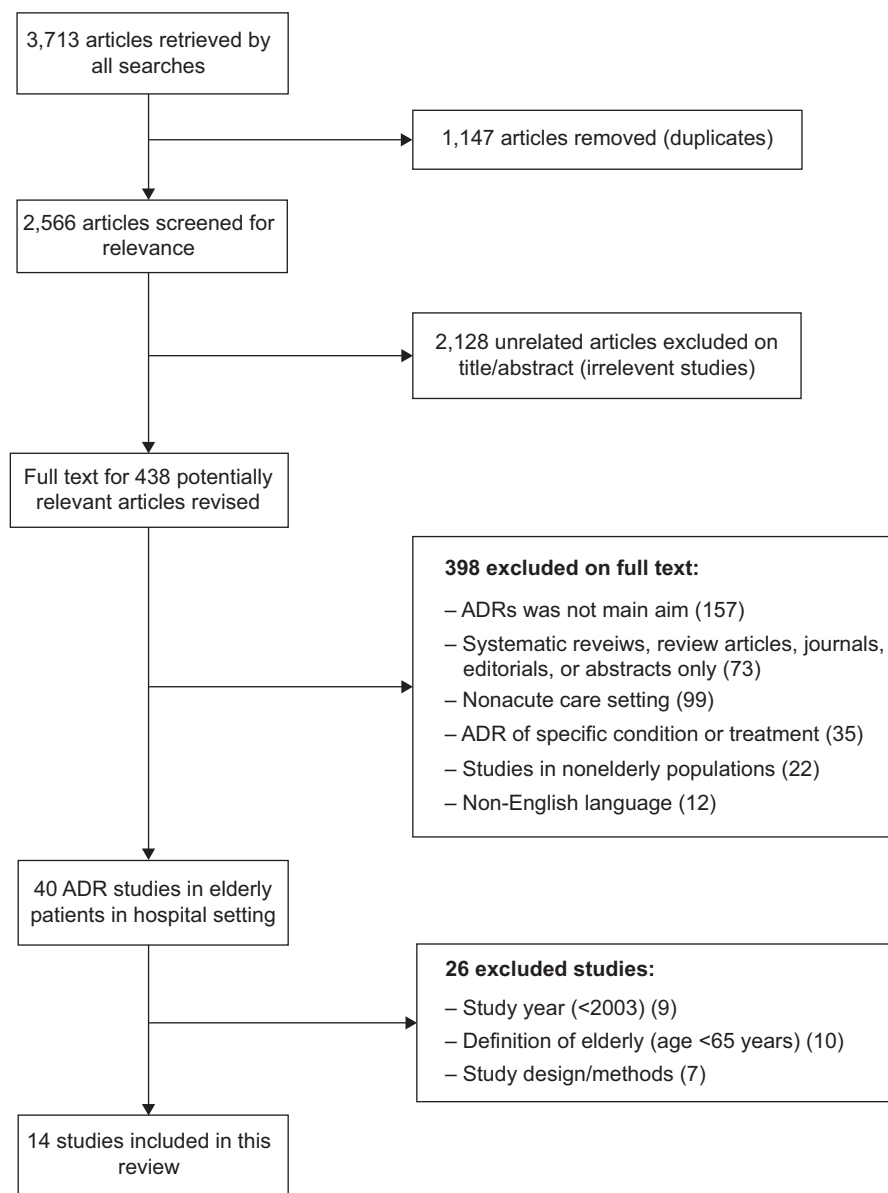 3,713 articles retrieved by
all searches
1,147 articles removed (duplicates)
2,566 articles screened for
relevance
2,128 unrelated articles excluded on
title/abstract (irrelevent studies)
Full text for 438 potentially
relevant articles revised
398 excluded on full text:
– ADRs was not main aim (157)
– Systematic reveiws, review articles, journals,
editorials, or abstracts only (73)
– Nonacute care setting (99)
– ADR of specific condition or treatment (35)
– Studies in nonelderly populations (22)
– Non-English language (12)
40 ADR studies in elderly
patients in hospital setting
26 excluded studies:
– Study year (<2003) (9)
– Definition of elderly (age <65 years) (10)
– Study design/methods (7)
14 studies included in this
review